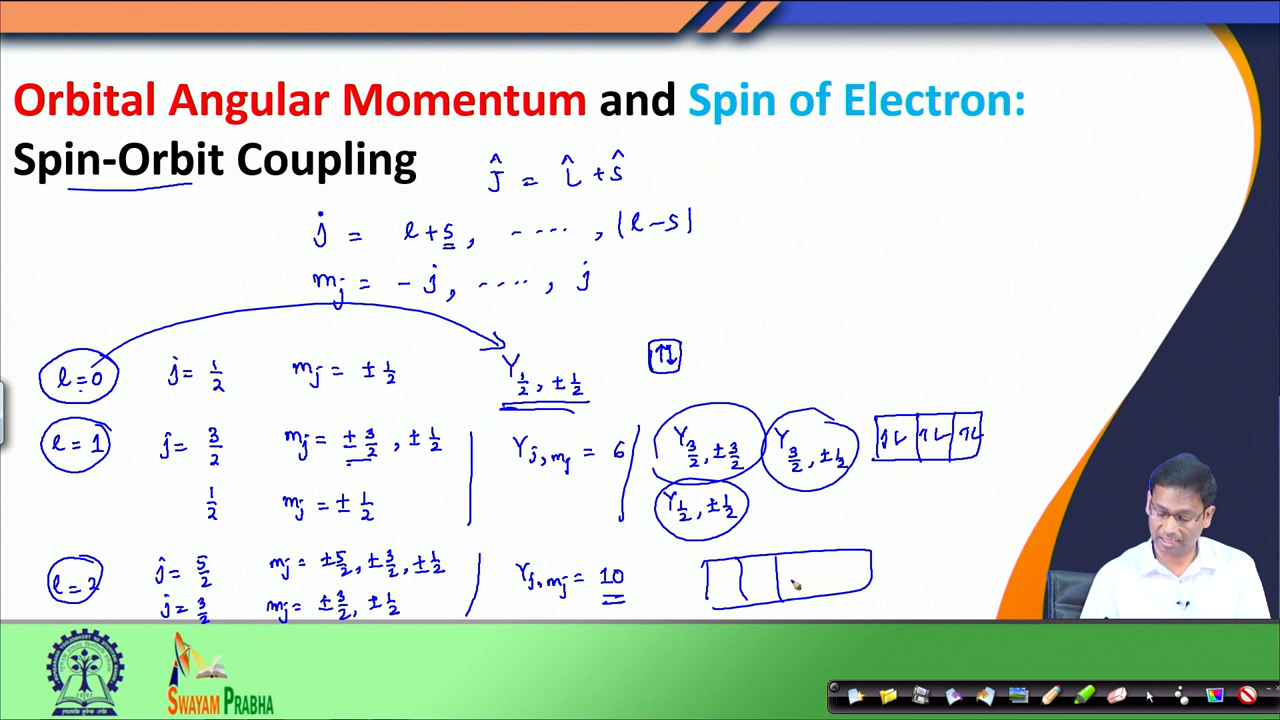 Orbital Angular Momentum and Spin of Electron:
Spin-Orbit Coupling
Ĵ = L̂ + Ŝ
j = l + s, ...., |l - s|
mj = -j, ...., j
l = 0 j = 1/2 mj = ± 1/2 Y1/2, ± 1/2 ↑↓
l = 1 j = 3/2 mj = ± 3/2, ± 1/2 Yj,mj = 6 Y3/2, ± 3/2 Y3/2, ± 1/2 ↑↓ ↑↓ ↑↓
1/2 mj = ± 1/2 Y1/2, ± 1/2
l = 2 j = 5/2 mj = ± 5/2, ± 3/2, ± 1/2 Yj,mj = 10
j = 3/2 mj = ± 3/2, ± 1/2
SWAYAM PRABHA